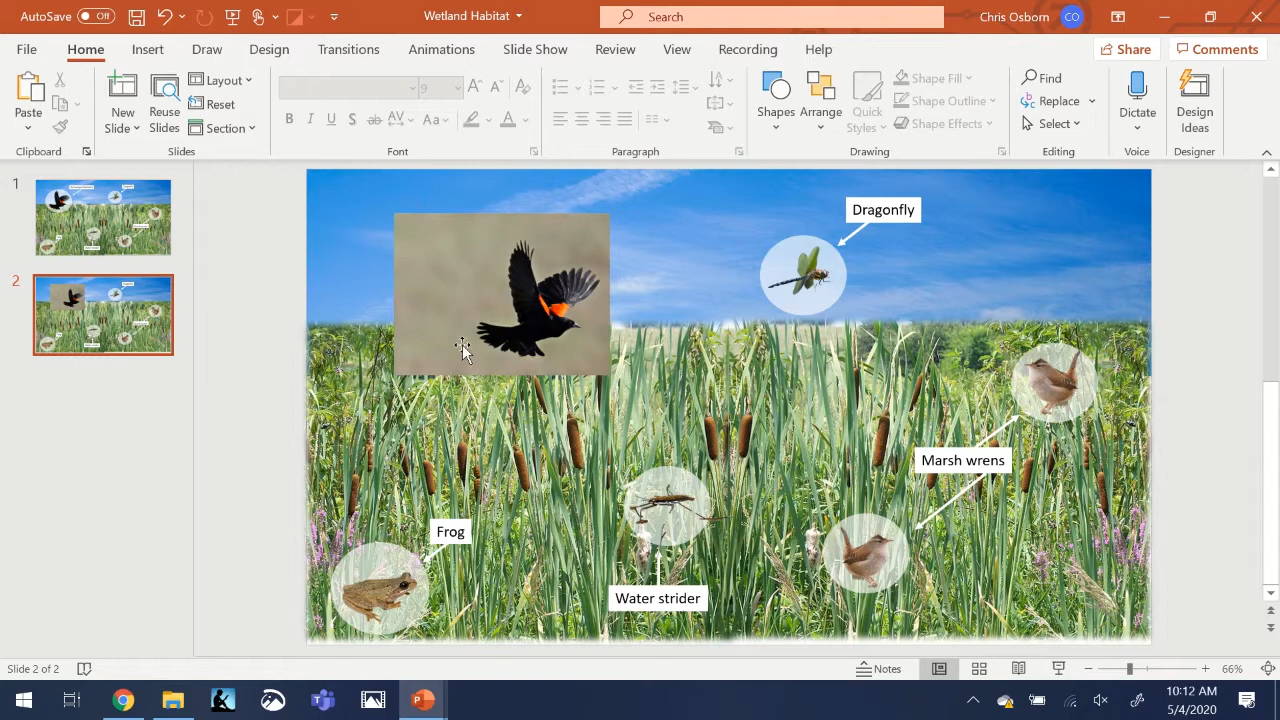 AutoSave Off
Wetland Habitat
Search
Chris Osborn CO
File Home Insert Draw Design Transitions Animations Slide Show Review View Recording Help
Share Comments
Paste
Clipboard
New Slide
Reuse Slides
Layout
Reset
Section
Slides
B U S ab AV Aa A
Font
Paragraph
Shapes
Arrange
Quick Styles
Shape Fill
Shape Outline
Shape Effects
Drawing
Find
Replace
Select
Editing
Dictate
Voice
Design Ideas
Designer
1
2
Dragonfly
Marsh wrens
Frog
Water strider
Slide 2 of 2
Notes
66%
10:12 AM
5/4/2020